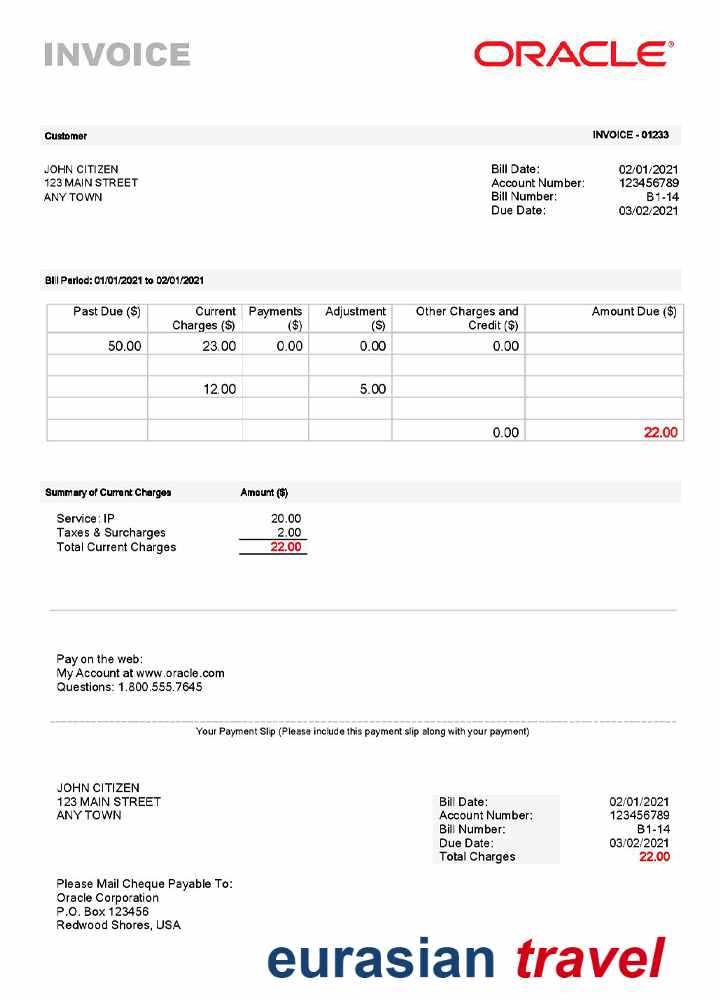 INVOICE
ORACLE®
Customer INVOICE - 01233
JOHN CITIZEN
123 MAIN STREET
ANY TOWN
Bill Date: 02/01/2021
Account Number: 123456789
Bill Number: B1-14
Due Date: 03/02/2021
Bill Period: 01/01/2021 to 02/01/2021
Past Due ($) Current Charges ($) Payments ($) Adjustment ($) Other Charges and Credit ($) Amount Due ($)
50.00 23.00 0.00 0.00 0.00
12.00 5.00
0.00 22.00
Summary of Current Charges Amount ($)
Service: IP 20.00
Taxes & Surcharges 2.00
Total Current Charges 22.00
Pay on the web:
My Account at www.oracle.com
Questions: 1.800.555.7645
Your Payment Slip (Please include this payment slip along with your payment)
JOHN CITIZEN
123 MAIN STREET
ANY TOWN
Bill Date: 02/01/2021
Account Number: 123456789
Bill Number: B1-14
Due Date: 03/02/2021
Total Charges 22.00
Please Mail Cheque Payable To:
Oracle Corporation
P.O. Box 123456
Redwood Shores, USA
eurasian travel